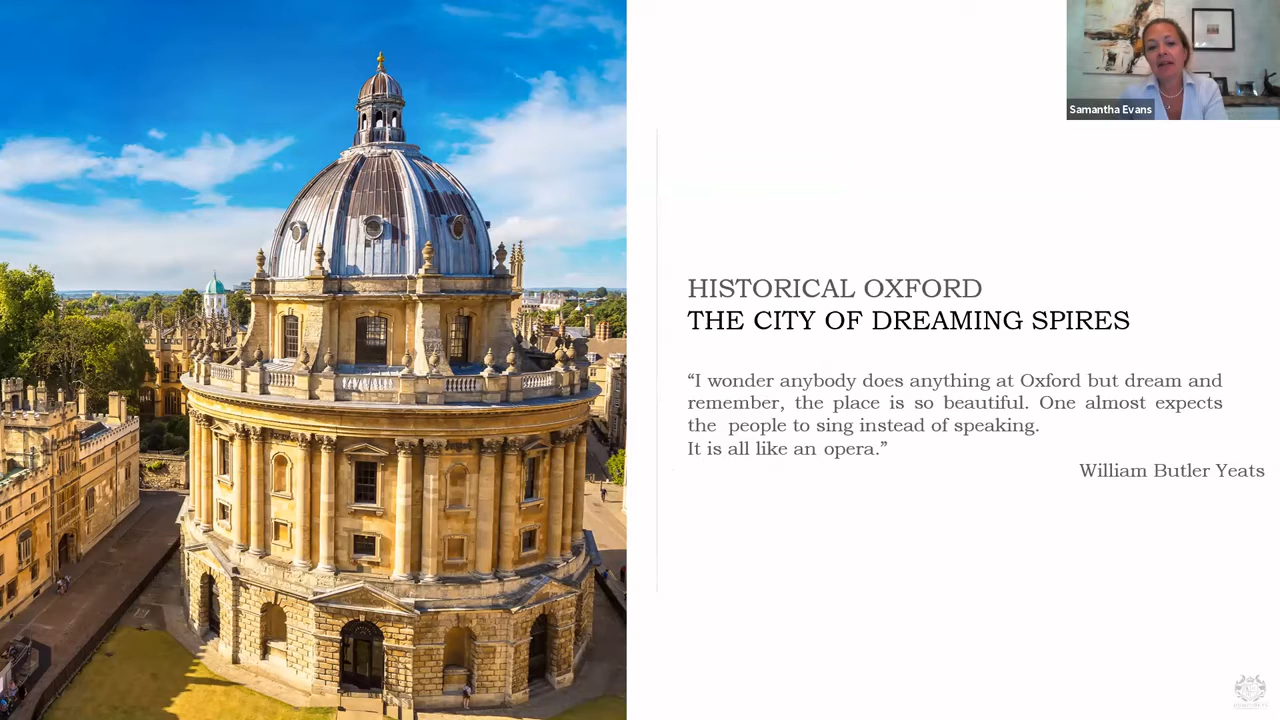 Samantha Evans
HISTORICAL OXFORD
THE CITY OF DREAMING SPIRES
“I wonder anybody does anything at Oxford but dream and
remember, the place is so beautiful. One almost expects
the people to sing instead of speaking.
It is all like an opera.”
William Butler Yeats